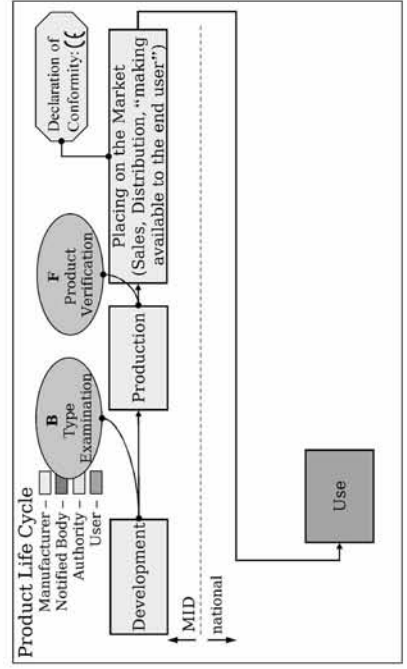 Product Life Cycle
Manufacturer –
Notified Body –
Authority –
User –
B
Type
Examination
F
Product
Verification
Declaration of
Conformity: CE
Development
Production
Placing on the Market
(Sales, Distribution, “making
available to the end user”)
MID
national
Use